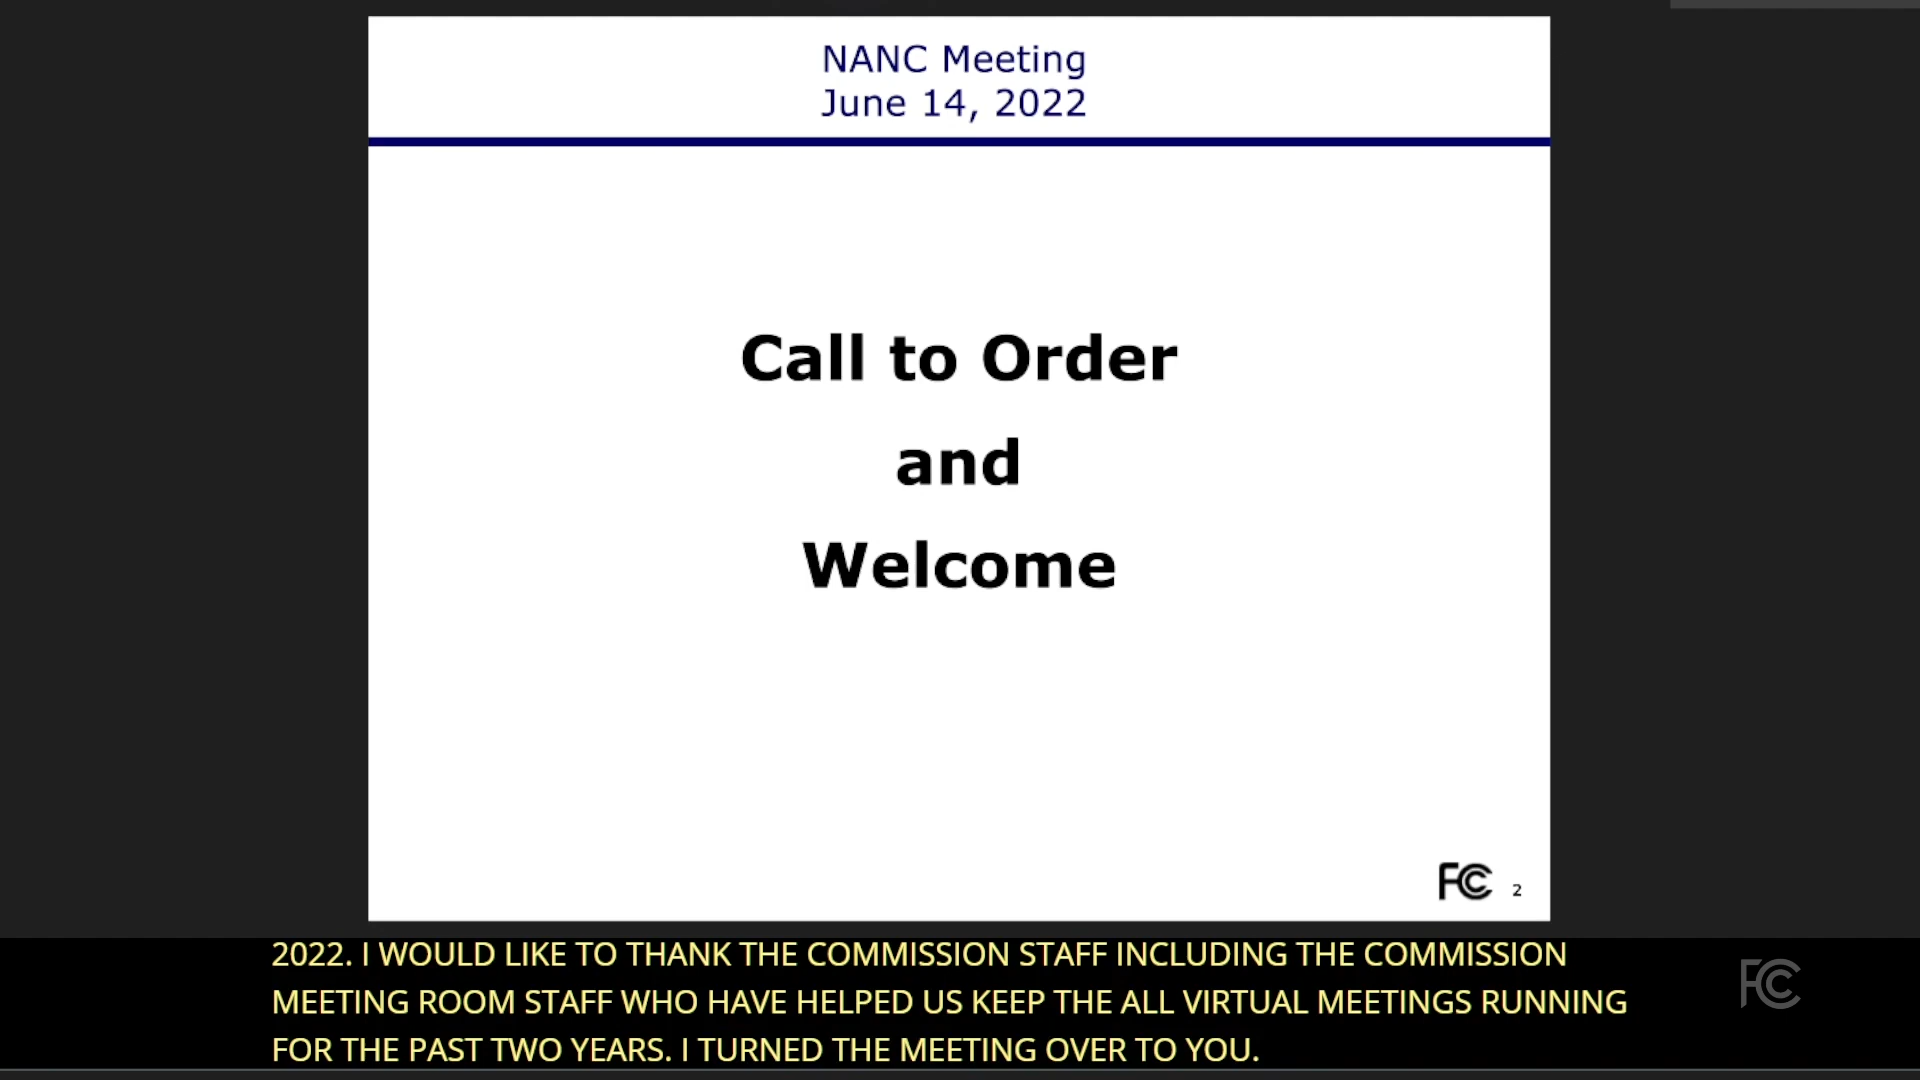 NANC Meeting
June 14, 2022
Call to Order
and
Welcome
FCC 2
2022. I WOULD LIKE TO THANK THE COMMISSION STAFF INCLUDING THE COMMISSION
MEETING ROOM STAFF WHO HAVE HELPED US KEEP THE ALL VIRTUAL MEETINGS RUNNING
FOR THE PAST TWO YEARS. I TURNED THE MEETING OVER TO YOU.
FCC